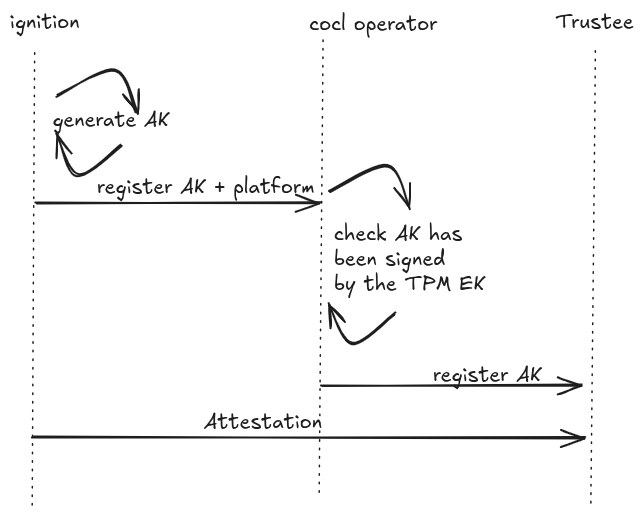 ignition
cocl operator
Trustee
generate AK
register AK + platform
check AK has
been signed
by the TPM EK
register AK
Attestation